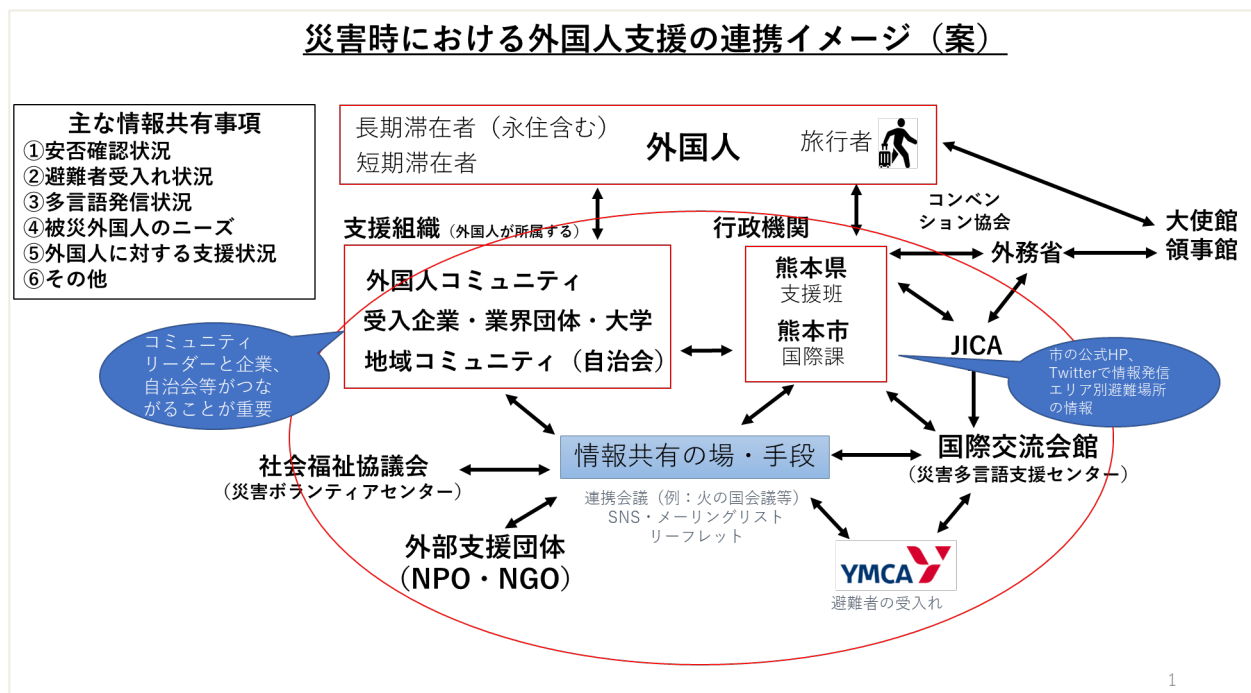 災害時における外国人支援の連携イメージ（案）
主な情報共有事項
①安否確認状況
②避難者受入れ状況
③多言語発信状況
④被災外国人のニーズ
⑤外国人に対する支援状況
⑥その他
長期滞在者（永住含む）
短期滞在者
外国人
旅行者
コンベン
ション協会
大使館
領事館
外務省
支援組織（外国人が所属する）
外国人コミュニティ
受入企業・業界団体・大学
地域コミュニティ（自治会）
行政機関
熊本県
支援班
熊本市
国際課
JICA
コミュニティ
リーダーと企業、
自治会等がつな
がることが重要
市の公式HP、
Twitterで情報発信
エリア別避難場所
の情報
情報共有の場・手段
連携会議（例：火の国会議等）
SNS・メーリングリスト
リーフレット
国際交流会館
（災害多言語支援センター）
社会福祉協議会
（災害ボランティアセンター）
外部支援団体
（NPO・NGO）
YMCA
避難者の受入れ
1